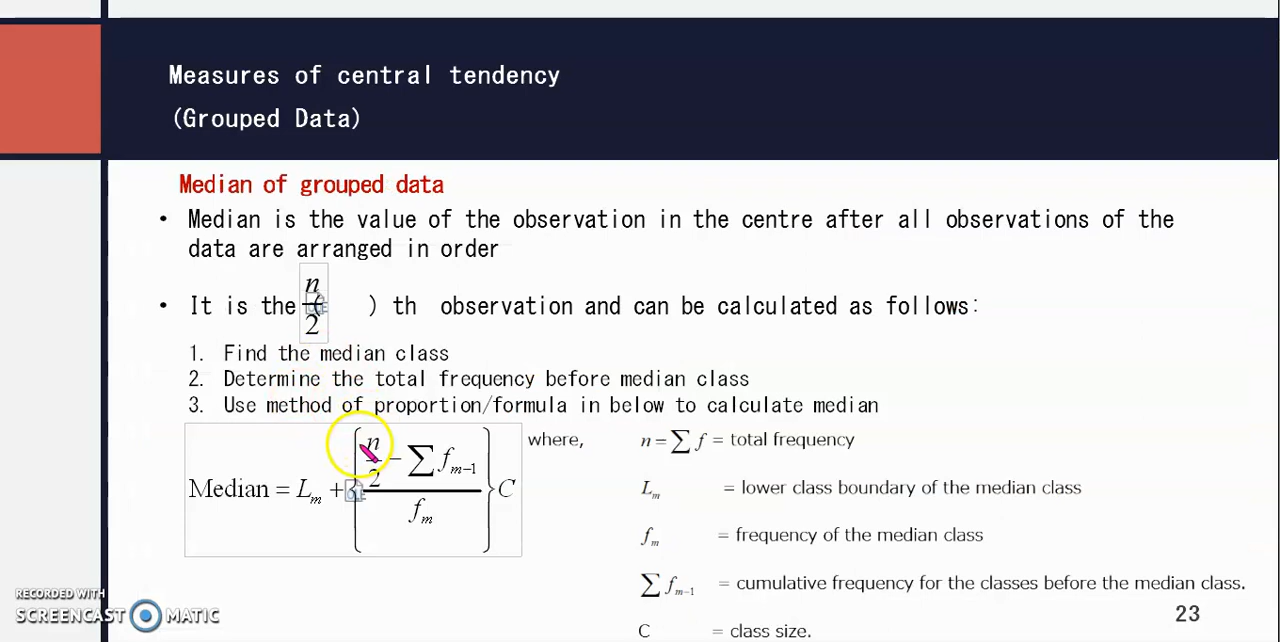 Measures of central tendency
(Grouped Data)
Median of grouped data
• Median is the value of the observation in the centre after all observations of the
data are arranged in order
• It is the n/2 ) th observation and can be calculated as follows:
1. Find the median class
2. Determine the total frequency before median class
3. Use method of proportion/formula in below to calculate median
Median = Lₘ + { (n/2 − ∑ fₘ₋₁) / fₘ } C
where,
n = ∑ f = total frequency
Lₘ = lower class boundary of the median class
fₘ = frequency of the median class
∑ fₘ₋₁ = cumulative frequency for the classes before the median class.
C = class size.
RECORDED WITH
SCREENCAST MATIC
23